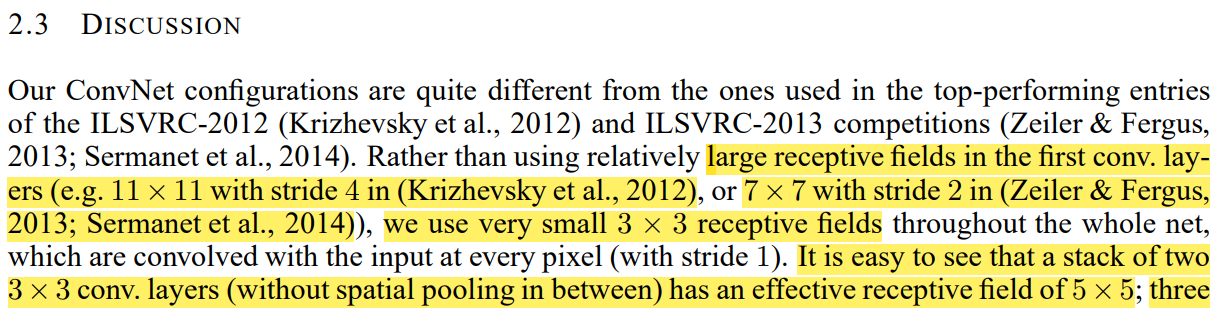 2.3 DISCUSSION
Our ConvNet configurations are quite different from the ones used in the top-performing entries
of the ILSVRC-2012 (Krizhevsky et al., 2012) and ILSVRC-2013 competitions (Zeiler & Fergus,
2013; Sermanet et al., 2014). Rather than using relatively large receptive fields in the first conv. lay-
ers (e.g. 11 × 11 with stride 4 in (Krizhevsky et al., 2012), or 7 × 7 with stride 2 in (Zeiler & Fergus,
2013; Sermanet et al., 2014)), we use very small 3 × 3 receptive fields throughout the whole net,
which are convolved with the input at every pixel (with stride 1). It is easy to see that a stack of two
3 × 3 conv. layers (without spatial pooling in between) has an effective receptive field of 5 × 5; three